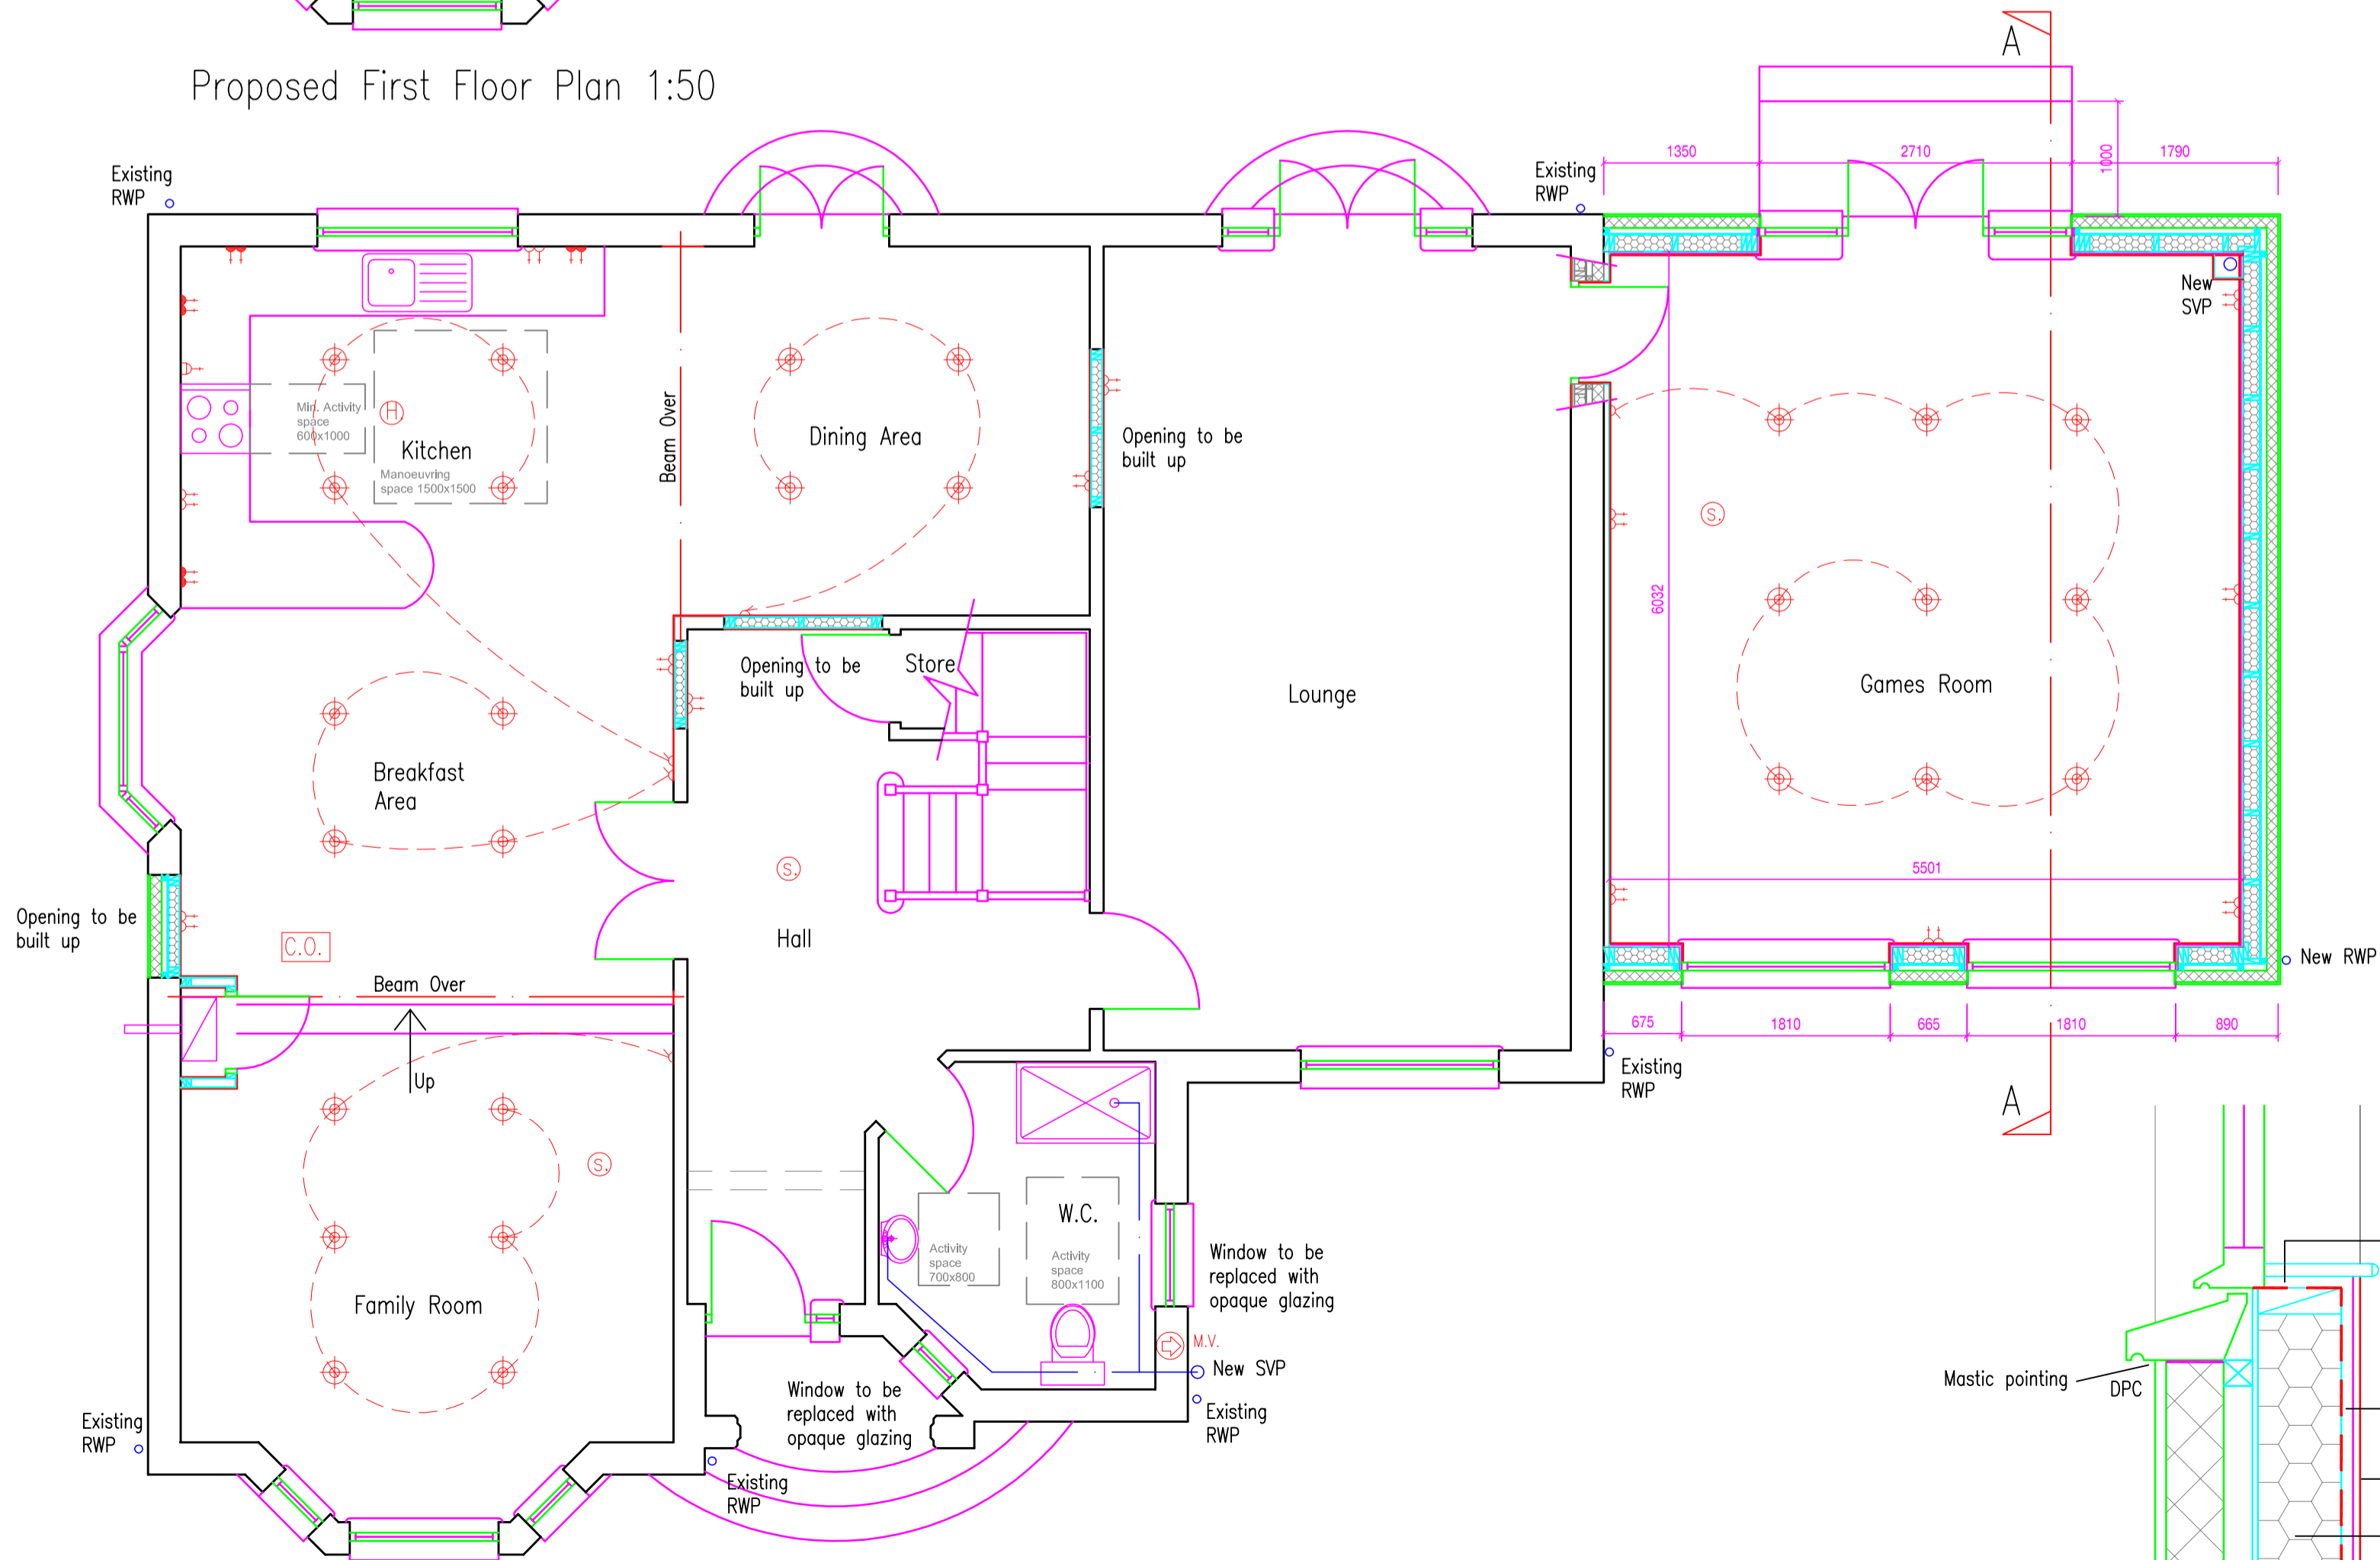 Proposed First Floor Plan 1:50
A
Existing
RWP
Existing
RWP
1350
2710
1790
1000
New
SVP
Min. Activity
space
600x1000
H
Kitchen
Manoeuvring
space 1500x1500
Beam Over
Dining Area
Opening to be
built up
S.
6032
Opening to be
built up
Store
Lounge
Games Room
Breakfast
Area
S.
5501
Opening to be
built up
C.O.
Hall
New RWP
Beam Over
675
1810
665
1810
890
Up
Existing
RWP
A
S.
W.C.
Activity
space
700x800
Activity
space
800x1100
Window to be
replaced with
opaque glazing
Family Room
M.V.
New SVP
Mastic pointing
DPC
Window to be
replaced with
opaque glazing
Existing
RWP
Existing
RWP
Existing
RWP